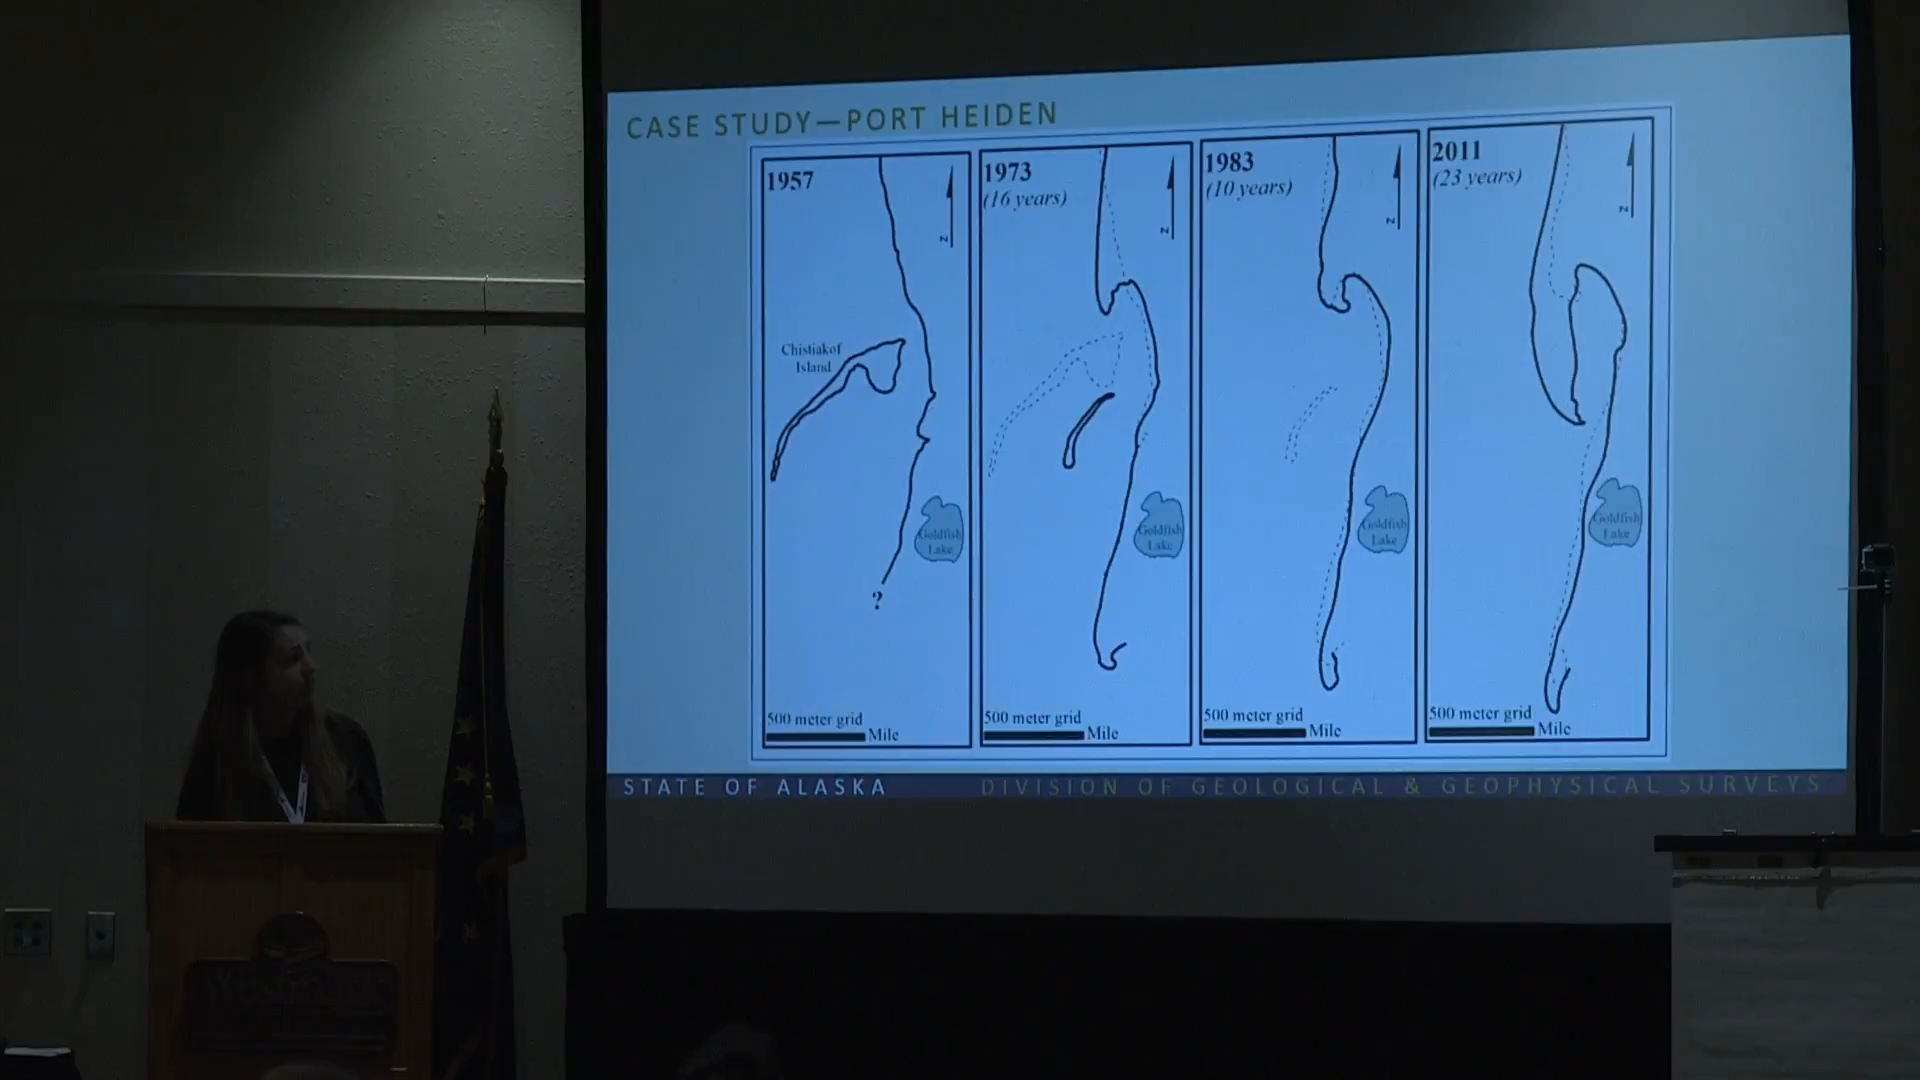 CASE STUDY—PORT HEIDEN
1957
Chistiakof
Island
Goldfish
Lake
?
500 meter grid
Mile
z
1973
(16 years)
Goldfish
Lake
500 meter grid
Mile
z
1983
(10 years)
Goldfish
Lake
500 meter grid
Mile
z
2011
(23 years)
Goldfish
Lake
500 meter grid
Mile
z
STATE OF ALASKA
DIVISION OF GEOLOGICAL & GEOPHYSICAL SURVEYS